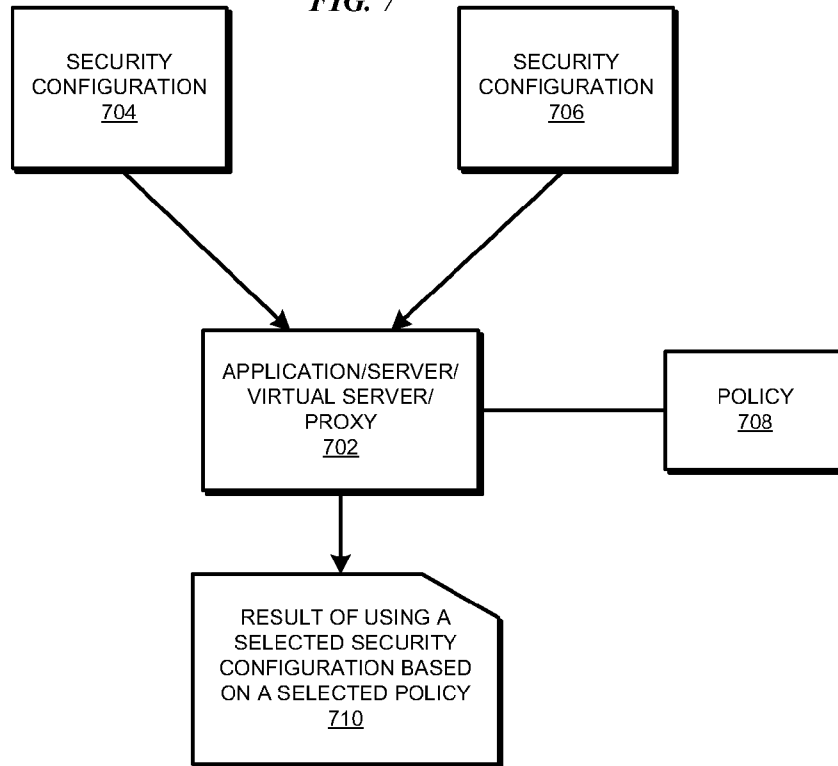 FIG. 7
SECURITY
CONFIGURATION
704
SECURITY
CONFIGURATION
706
APPLICATION/SERVER/
VIRTUAL SERVER/
PROXY
702
POLICY
708
RESULT OF USING A
SELECTED SECURITY
CONFIGURATION BASED
ON A SELECTED POLICY
710